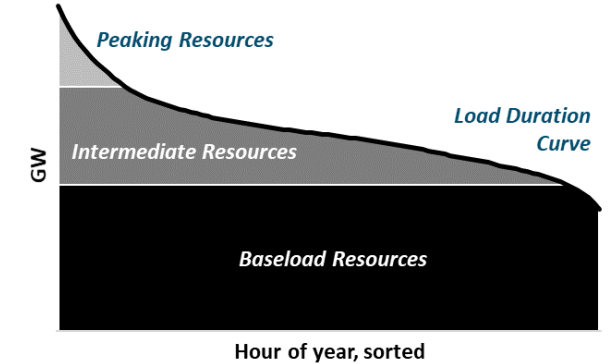 Peaking Resources
Load Duration
Curve
Intermediate Resources
GW
Baseload Resources
Hour of year, sorted